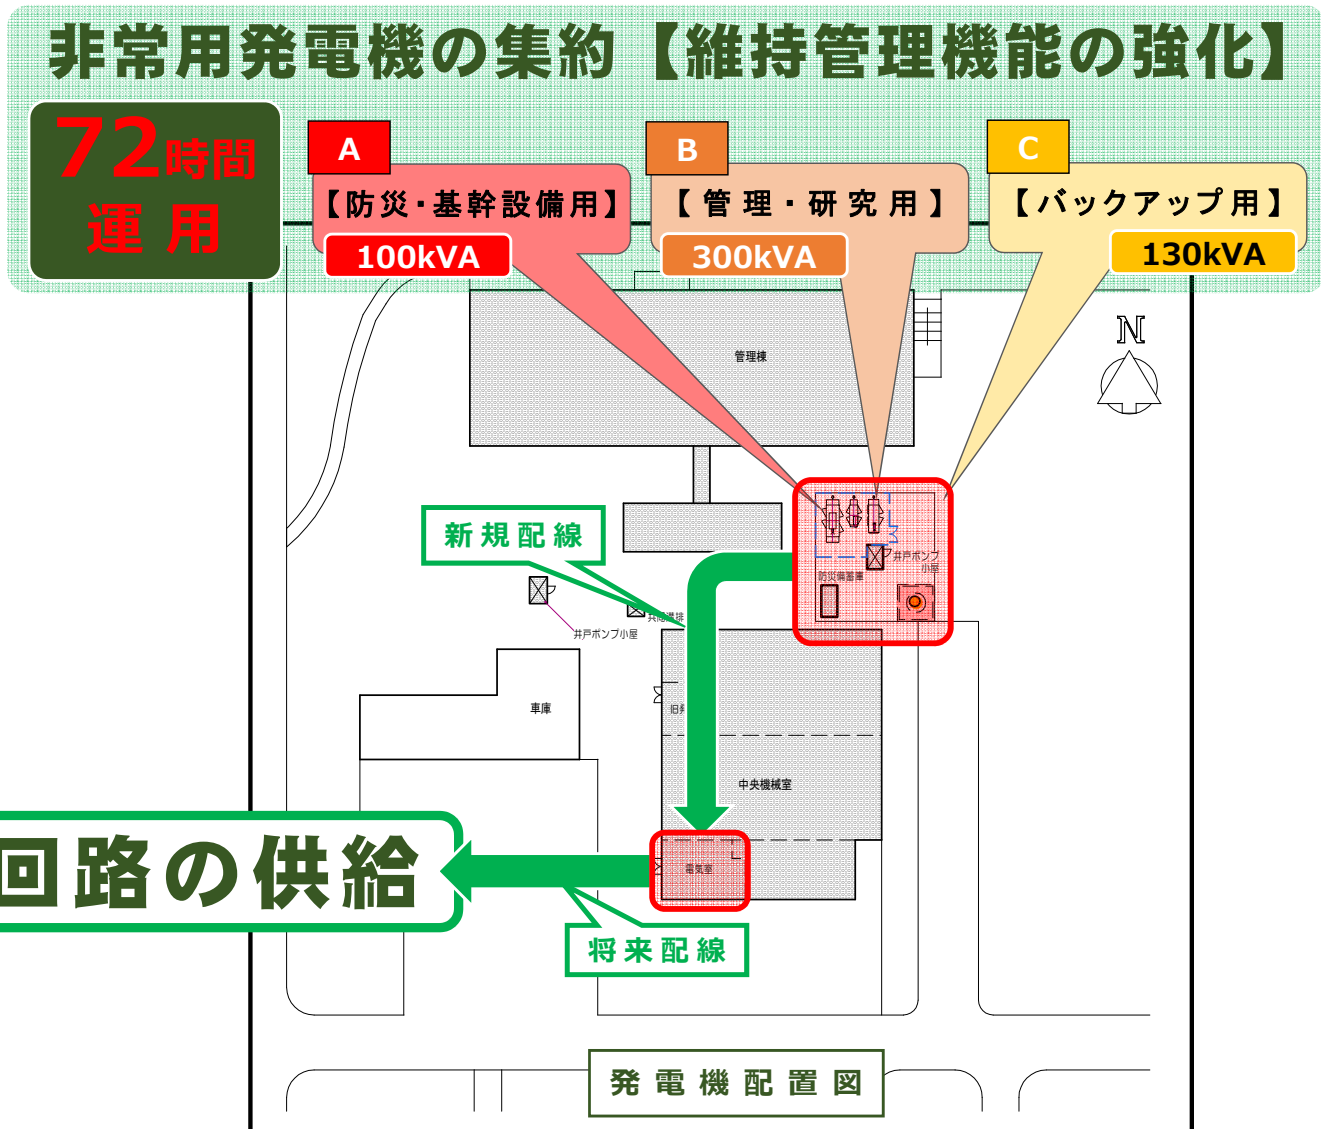 非常用発電機の集約【維持管理機能の強化】
72時間
運用
A
【防災・基幹設備用】
100kVA
B
【管理・研究用】
300kVA
C
【バックアップ用】
130kVA
N
管理棟
新規配線
井戸ポンプ
小屋
防災備蓄庫
井戸ポンプ小屋
車庫
中央機械室
電気室
回路の供給
将来配線
発電機配置図